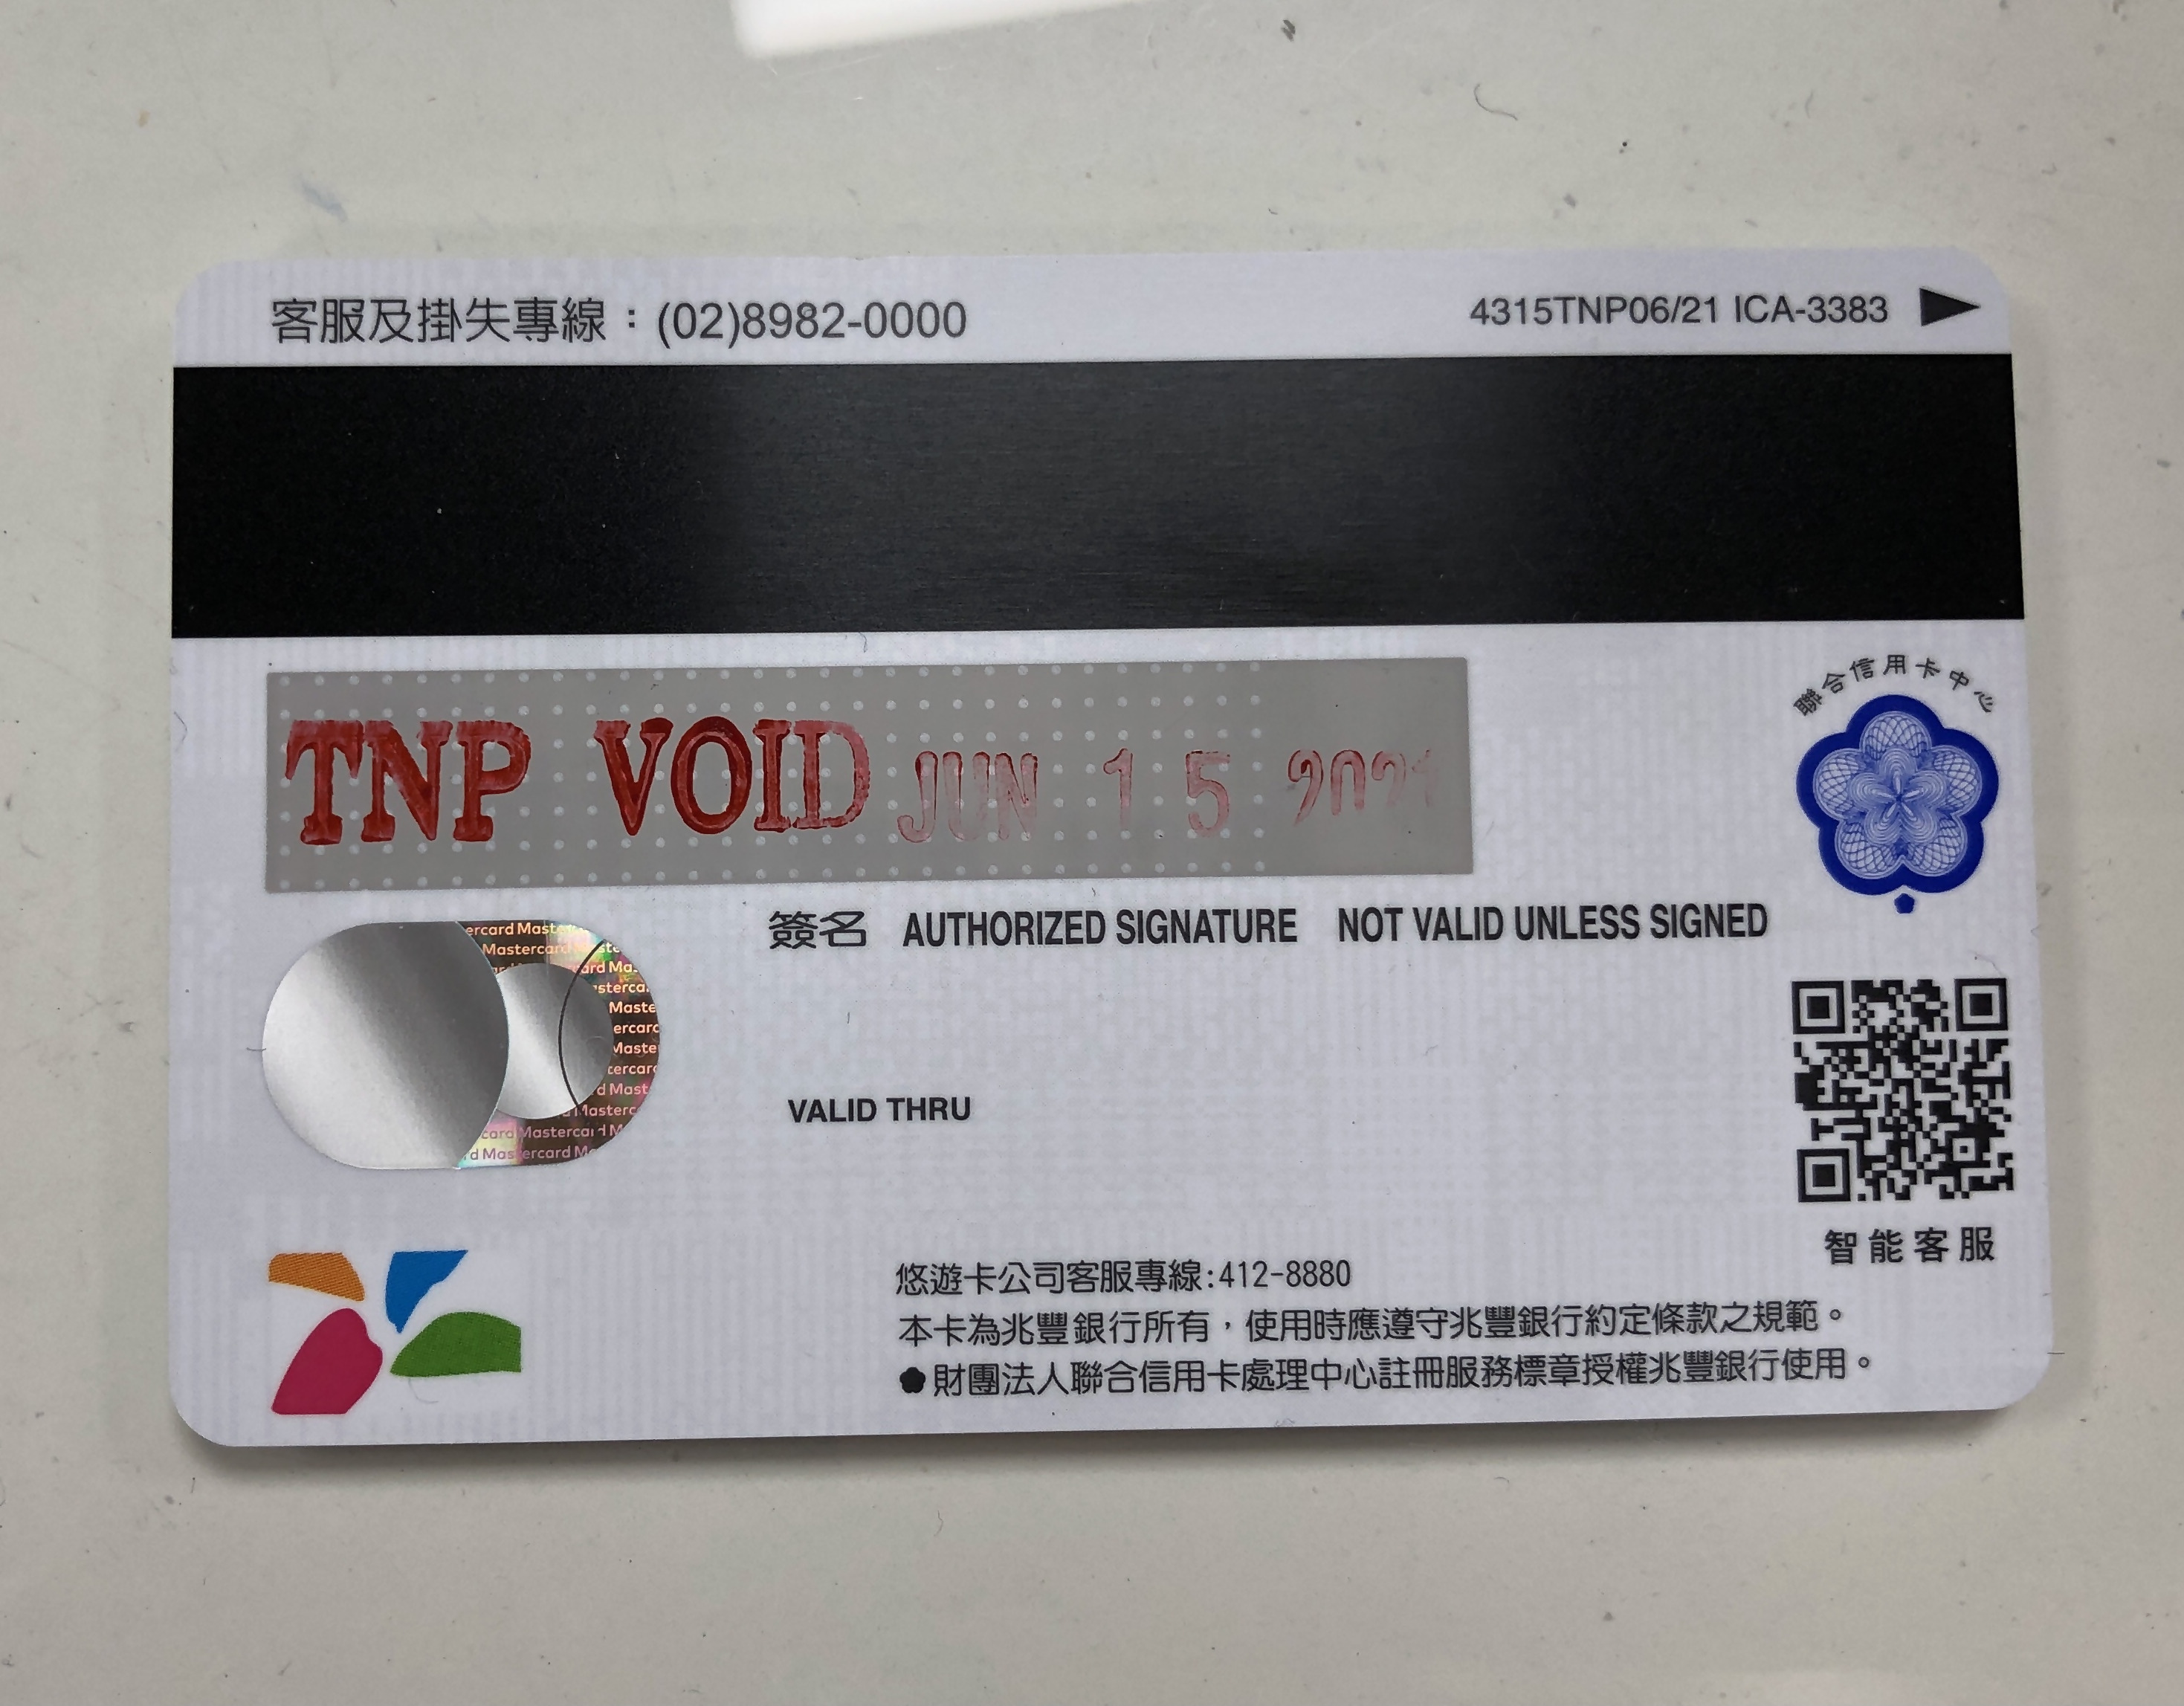 客服及掛失專線：(02)8982-0000
4315TNP06/21 ICA-3383
TNP VOID JUN 15 2021
聯合信用卡中心
簽名 AUTHORIZED SIGNATURE NOT VALID UNLESS SIGNED
ercard Master
Mastercard
VALID THRU
智能客服
悠遊卡公司客服專線:412-8880
本卡為兆豐銀行所有，使用時應遵守兆豐銀行約定條款之規範。
財團法人聯合信用卡處理中心註冊服務標章授權兆豐銀行使用。